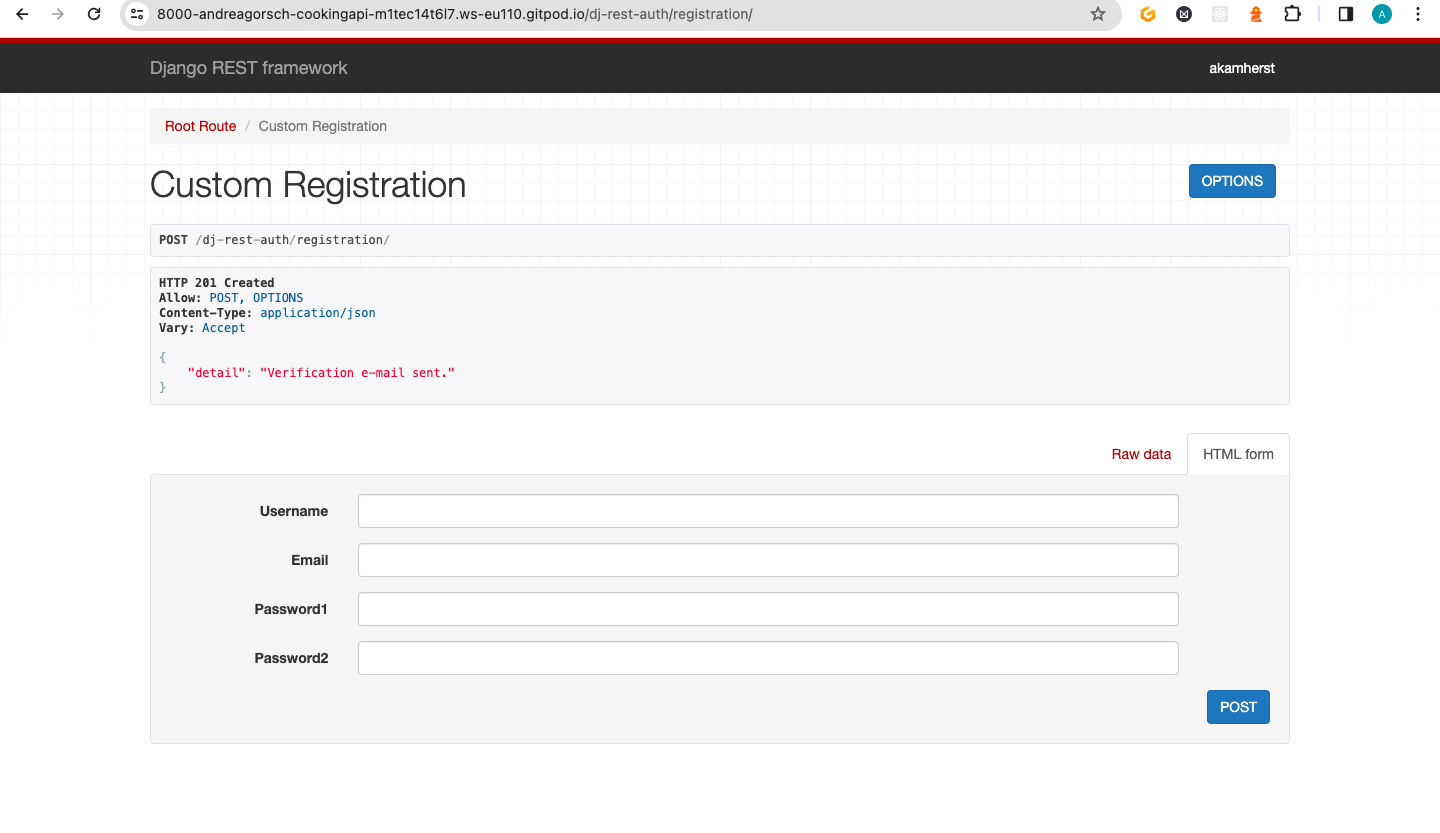 8000-andreagorsch-cookingapi-m1tec14t6l7.ws-eu110.gitpod.io/dj-rest-auth/registration/
A
Django REST framework
akamherst
Root Route / Custom Registration
Custom Registration
OPTIONS
POST /dj-rest-auth/registration/
HTTP 201 Created
Allow: POST, OPTIONS
Content-Type: application/json
Vary: Accept
{
"detail": "Verification e-mail sent."
}
Raw data
HTML form
Username
Email
Password1
Password2
POST